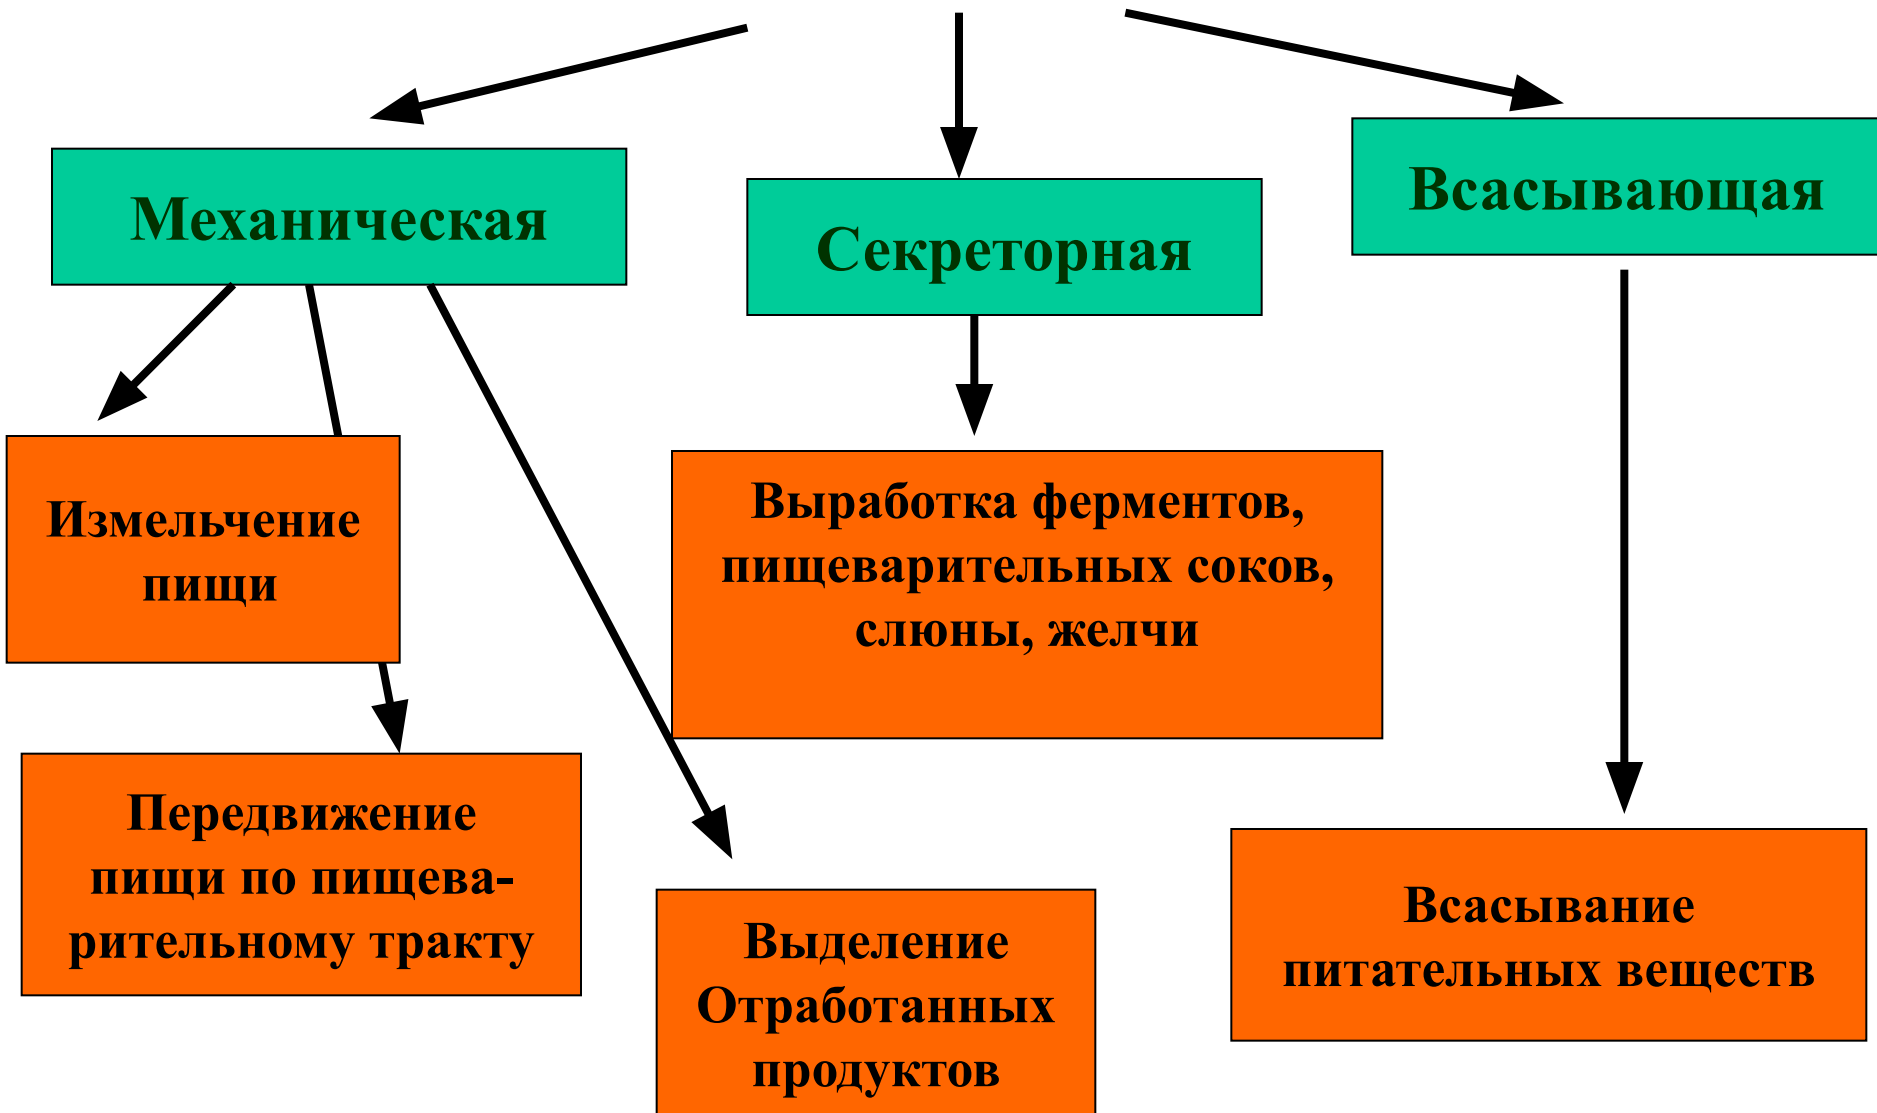 Механическая
Секреторная
Всасывающая
Измельчение
пищи
Выработка ферментов,
пищеварительных соков,
слюны, желчи
Передвижение
пищи по пищева-
рительному тракту
Выделение
Отработанных
продуктов
Всасывание
питательных веществ